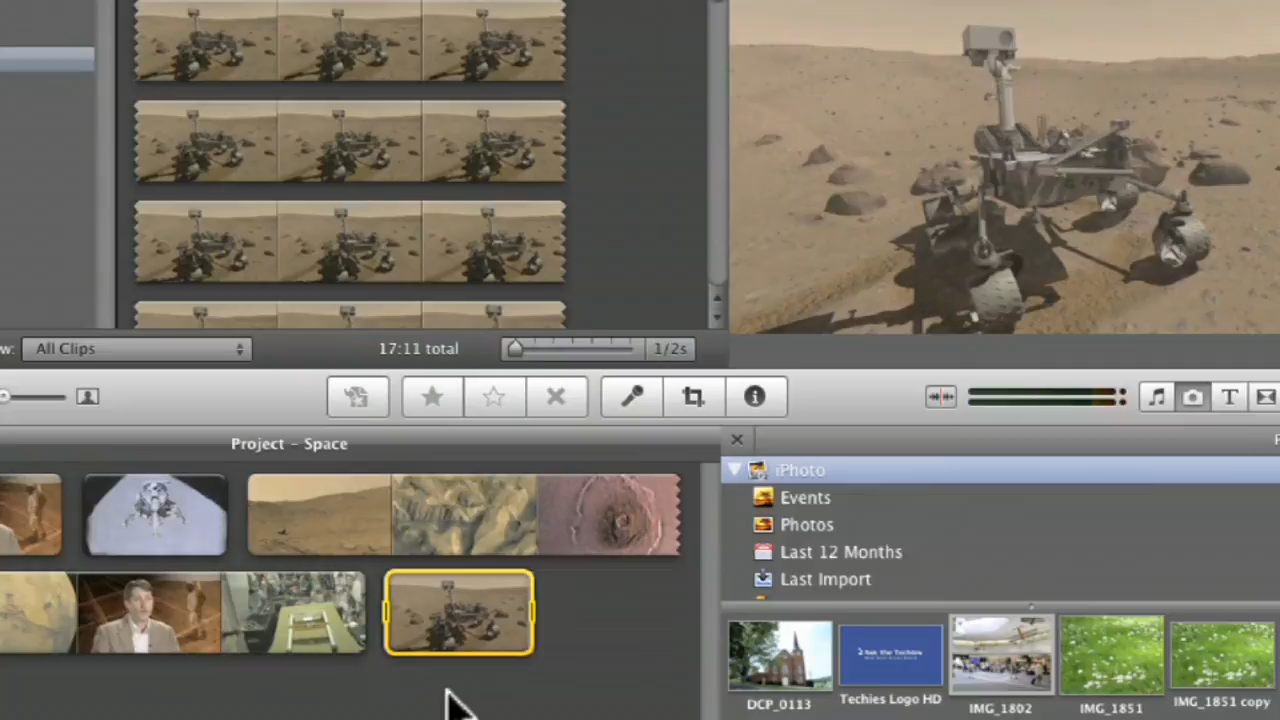 w:
All Clips
17:11 total
1/2s
T
Project - Space
iPhoto
Events
Photos
Last 12 Months
Last Import
Techies Logo HD
DCP_0113
IMG_1802
IMG_1851
IMG_1851 copy